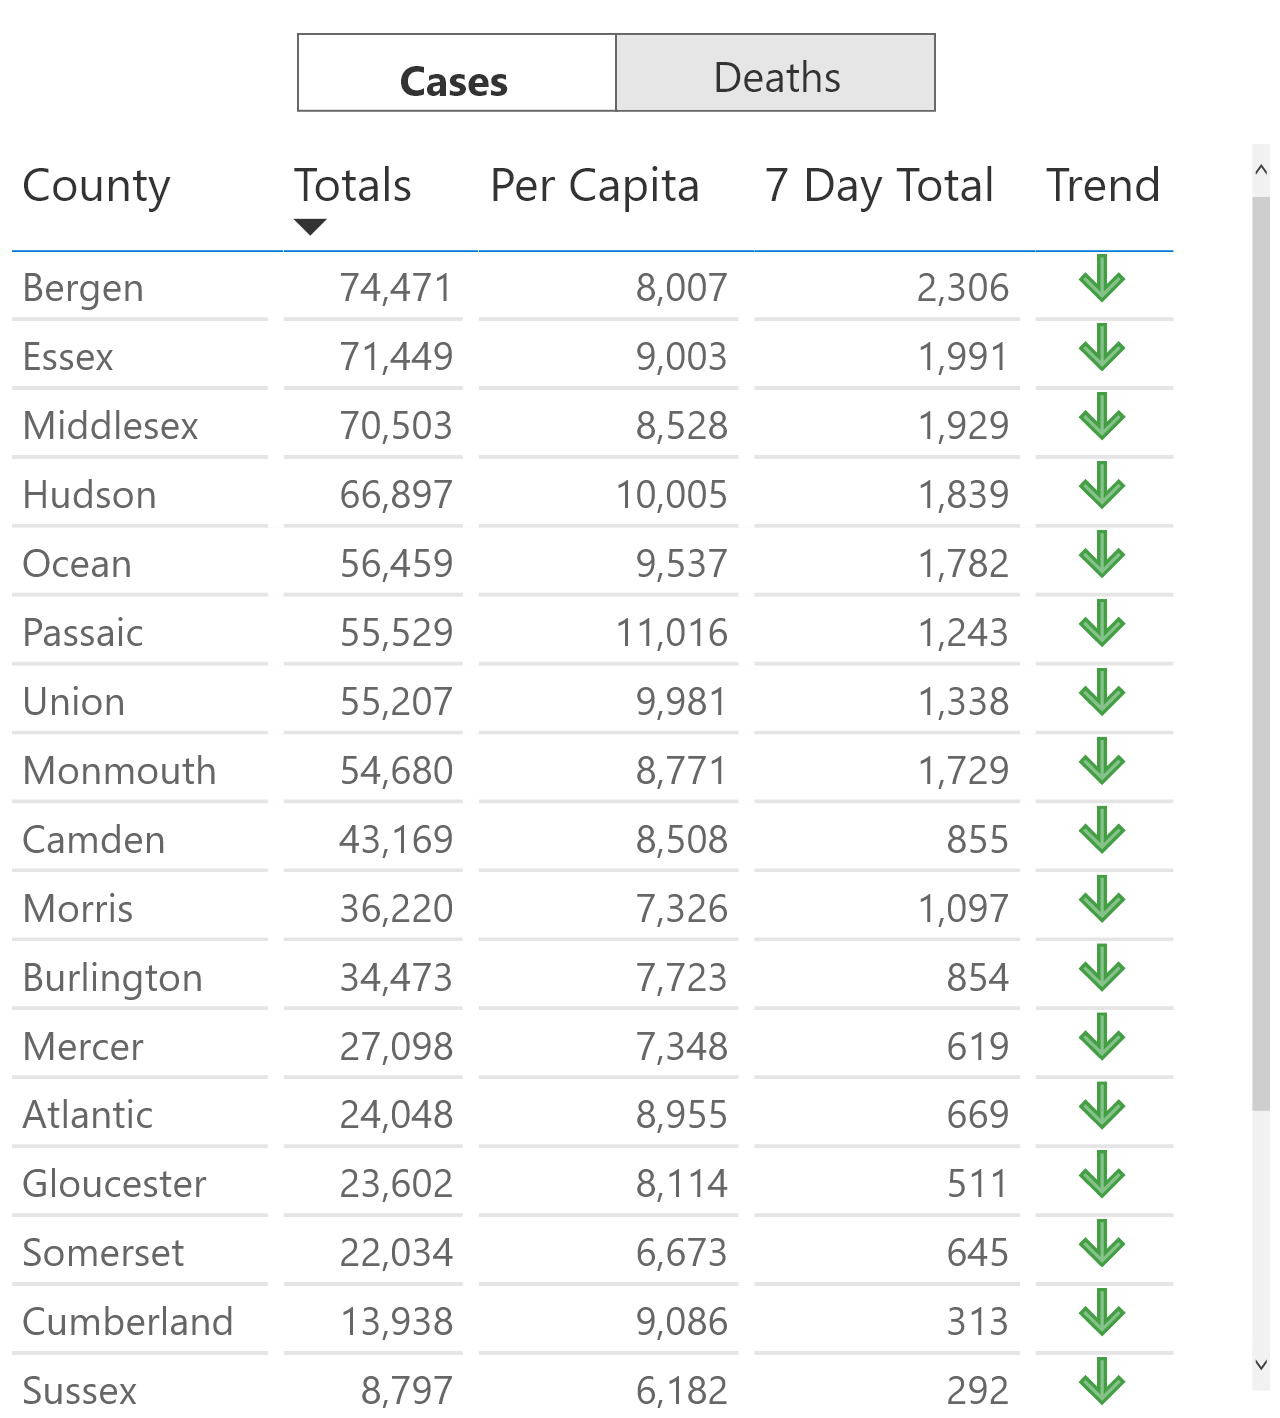 Cases Deaths
County Totals Per Capita 7 Day Total Trend
Bergen 74,471 8,007 2,306
Essex 71,449 9,003 1,991
Middlesex 70,503 8,528 1,929
Hudson 66,897 10,005 1,839
Ocean 56,459 9,537 1,782
Passaic 55,529 11,016 1,243
Union 55,207 9,981 1,338
Monmouth 54,680 8,771 1,729
Camden 43,169 8,508 855
Morris 36,220 7,326 1,097
Burlington 34,473 7,723 854
Mercer 27,098 7,348 619
Atlantic 24,048 8,955 669
Gloucester 23,602 8,114 511
Somerset 22,034 6,673 645
Cumberland 13,938 9,086 313
Sussex 8,797 6,182 292